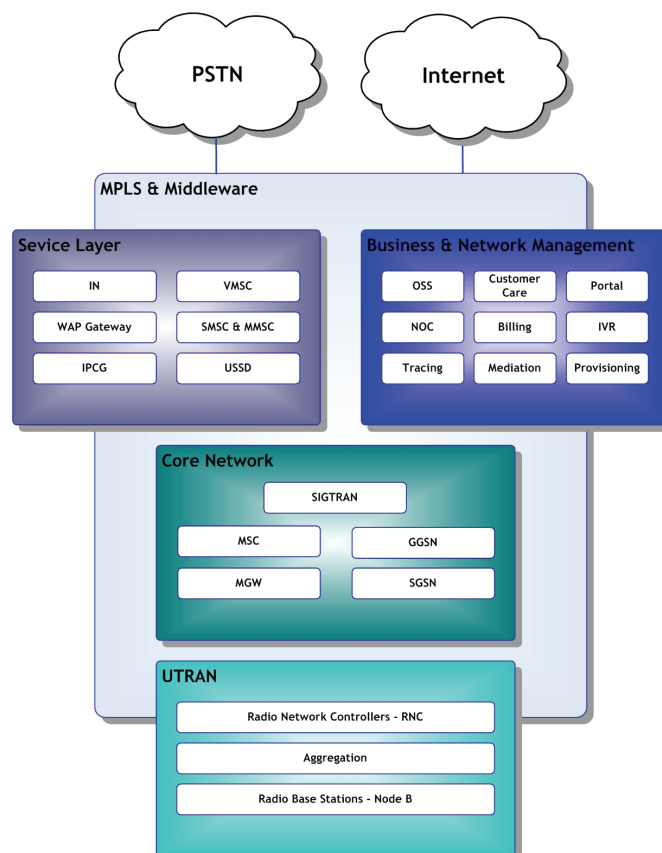 PSTN
Internet
MPLS & Middleware
Sevice Layer
IN
VMSC
WAP Gateway
SMSC & MMSC
IPCG
USSD
Business & Network Management
OSS
Customer
Care
Portal
NOC
Billing
IVR
Tracing
Mediation
Provisioning
Core Network
SIGTRAN
MSC
GGSN
MGW
SGSN
UTRAN
Radio Network Controllers - RNC
Aggregation
Radio Base Stations - Node B